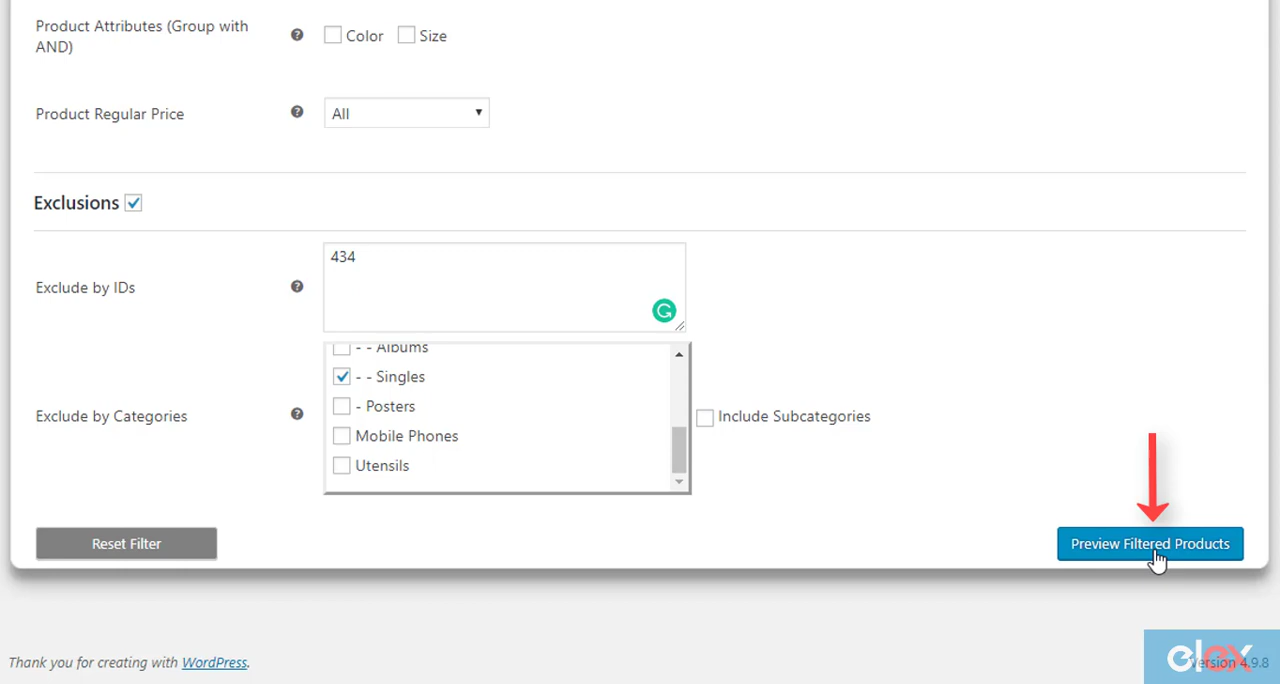 Product Attributes (Group with
AND)
Color Size
Product Regular Price
All
Exclusions
434
Exclude by IDs
- - Albums
- - Singles
- Posters
Mobile Phones
Utensils
Exclude by Categories
Include Subcategories
Reset Filter
Preview Filtered Products
Thank you for creating with WordPress.
elex
Version 4.9.8